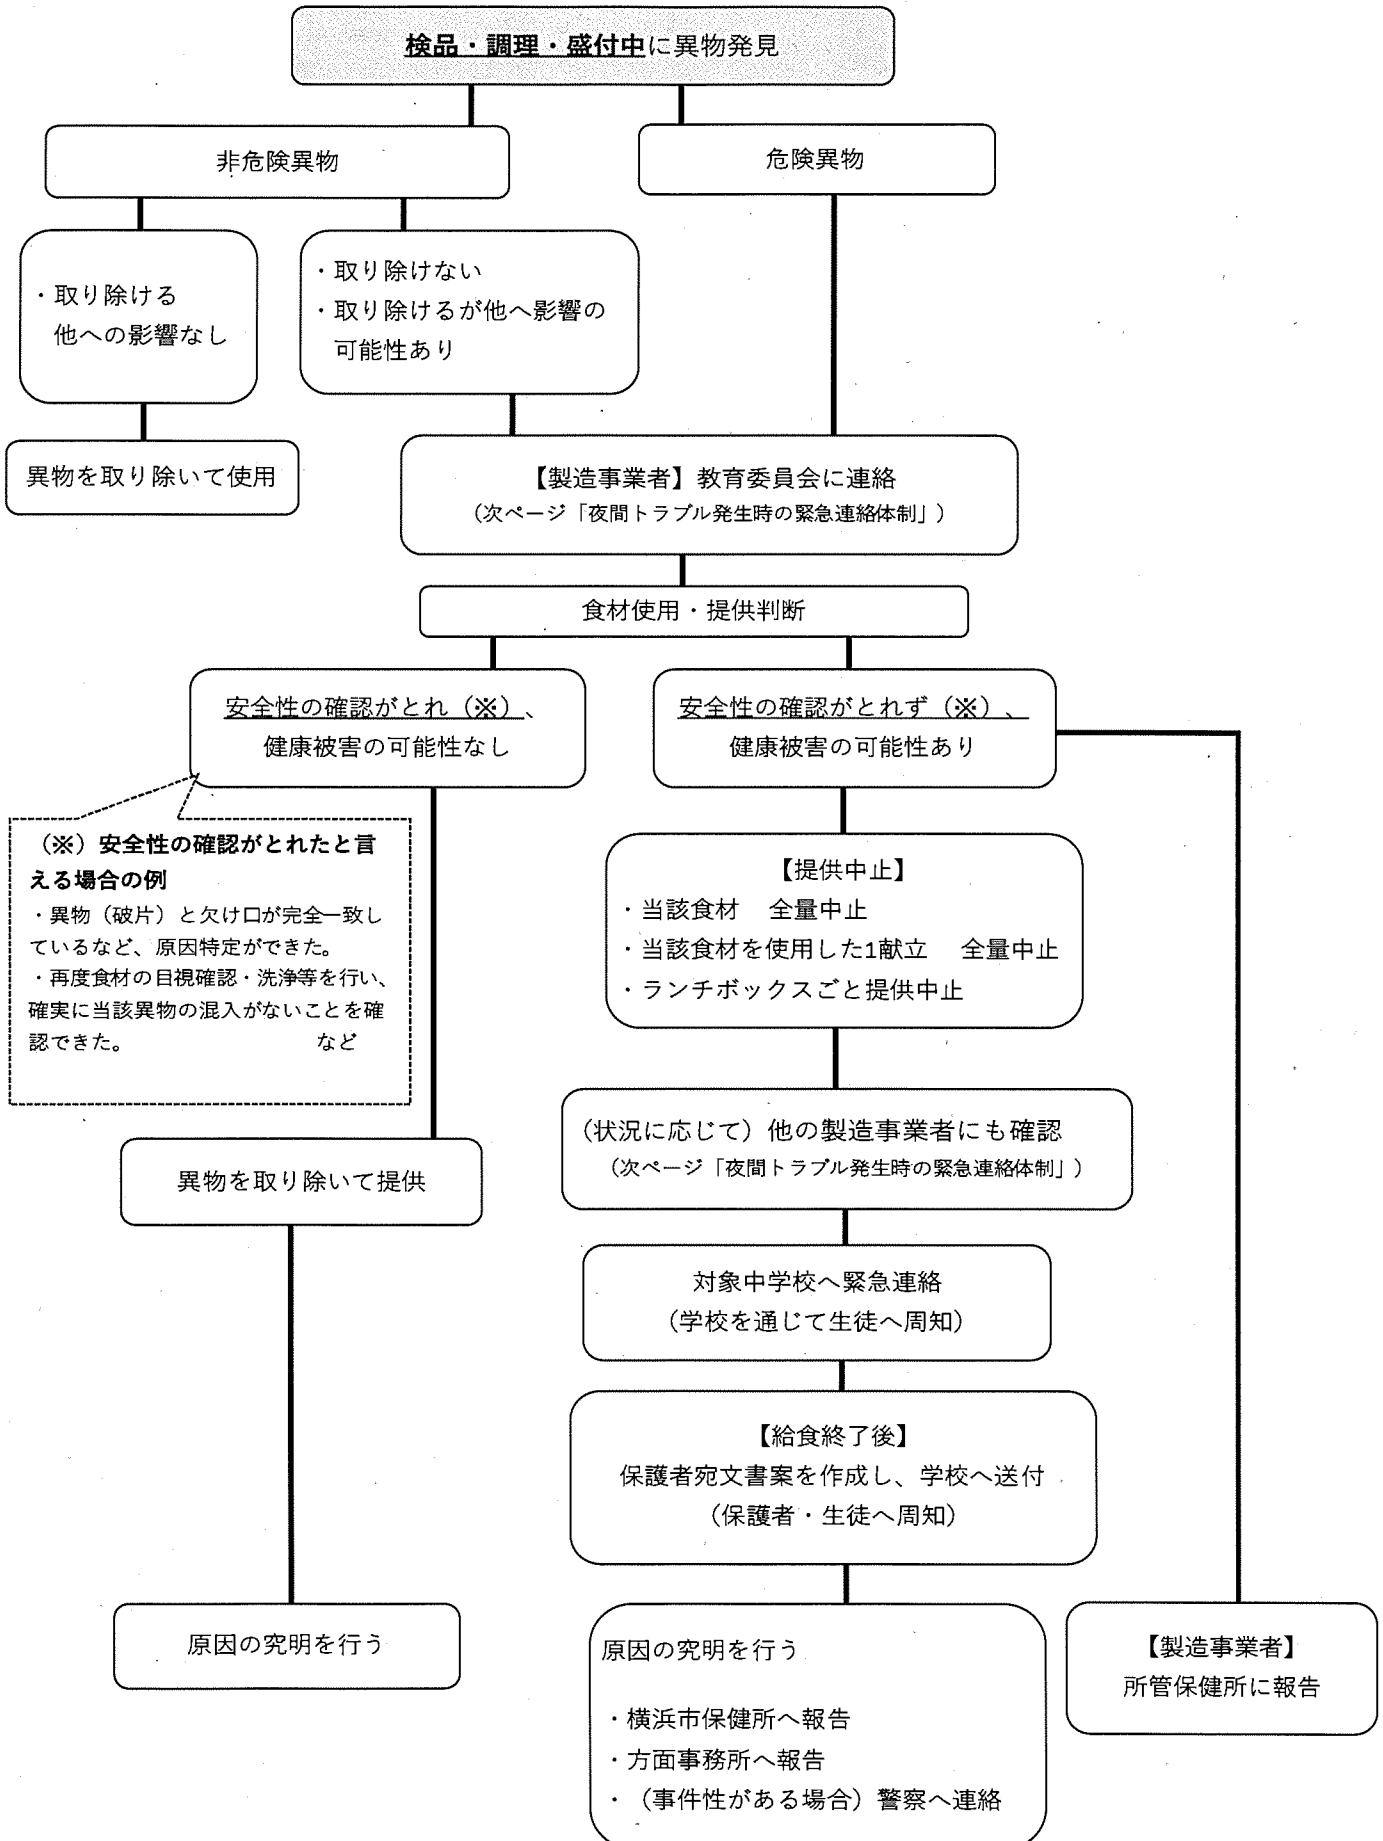 検品・調理・盛付中に異物発見
非危険異物
危険異物
・取り除ける
他への影響なし
・取り除けない
・取り除けるが他へ影響の
可能性あり
異物を取り除いて使用
【製造事業者】教育委員会に連絡
（次ページ「夜間トラブル発生時の緊急連絡体制」）
食材使用・提供判断
安全性の確認がとれ（※）、
健康被害の可能性なし
安全性の確認がとれず（※）、
健康被害の可能性あり
（※）安全性の確認がとれたと言
える場合の例
・異物（破片）と欠け口が完全一致し
ているなど、原因特定ができた。
・再度食材の目視確認・洗浄等を行い、
確実に当該異物の混入がないことを確
認できた。 など
【提供中止】
・当該食材 全量中止
・当該食材を使用した1献立 全量中止
・ランチボックスごと提供中止
（状況に応じて）他の製造事業者にも確認
（次ページ「夜間トラブル発生時の緊急連絡体制」）
異物を取り除いて提供
対象中学校へ緊急連絡
（学校を通じて生徒へ周知）
【給食終了後】
保護者宛文書案を作成し、学校へ送付
（保護者・生徒へ周知）
原因の究明を行う
原因の究明を行う
・横浜市保健所へ報告
・方面事務所へ報告
・（事件性がある場合）警察へ連絡
【製造事業者】
所管保健所に報告